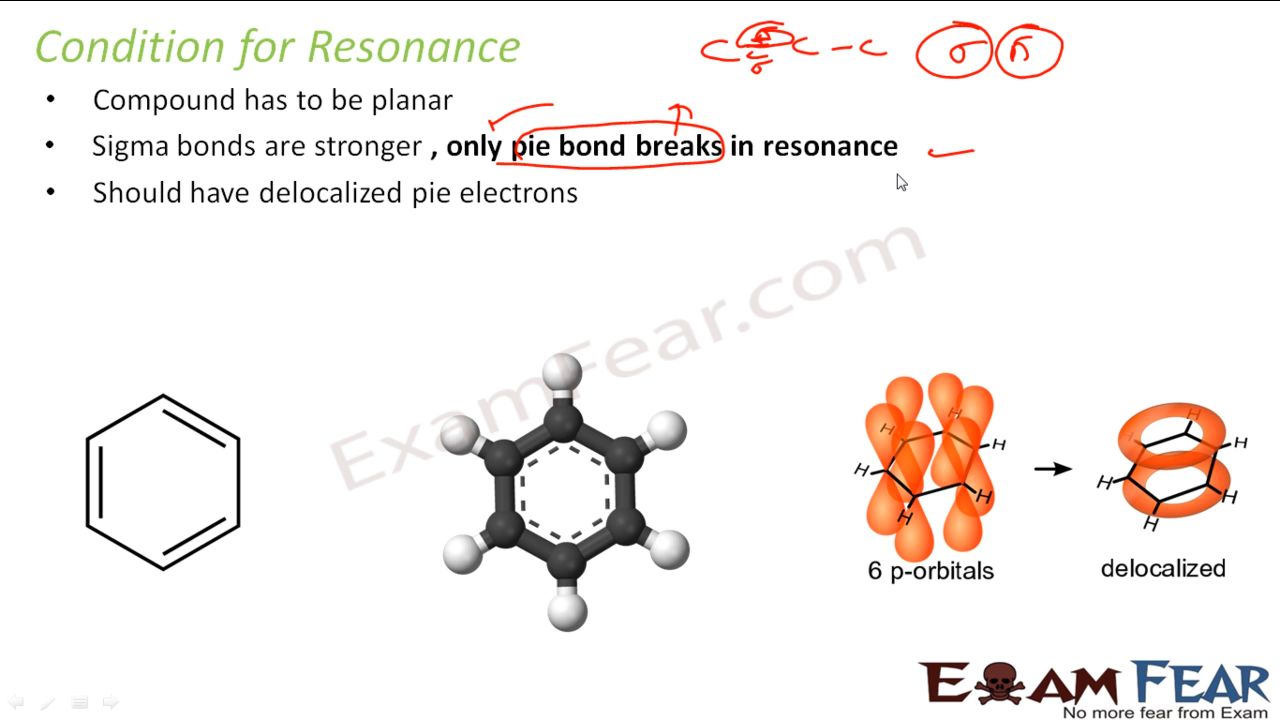 Condition for Resonance
C π C - C σ π
σ
• Compound has to be planar
• Sigma bonds are stronger , only pie bond breaks in resonance
• Should have delocalized pie electrons
ExamFear.com
H H H H H H
6 p-orbitals
H H H H H
delocalized
EXAM FEAR
No more fear from Exam